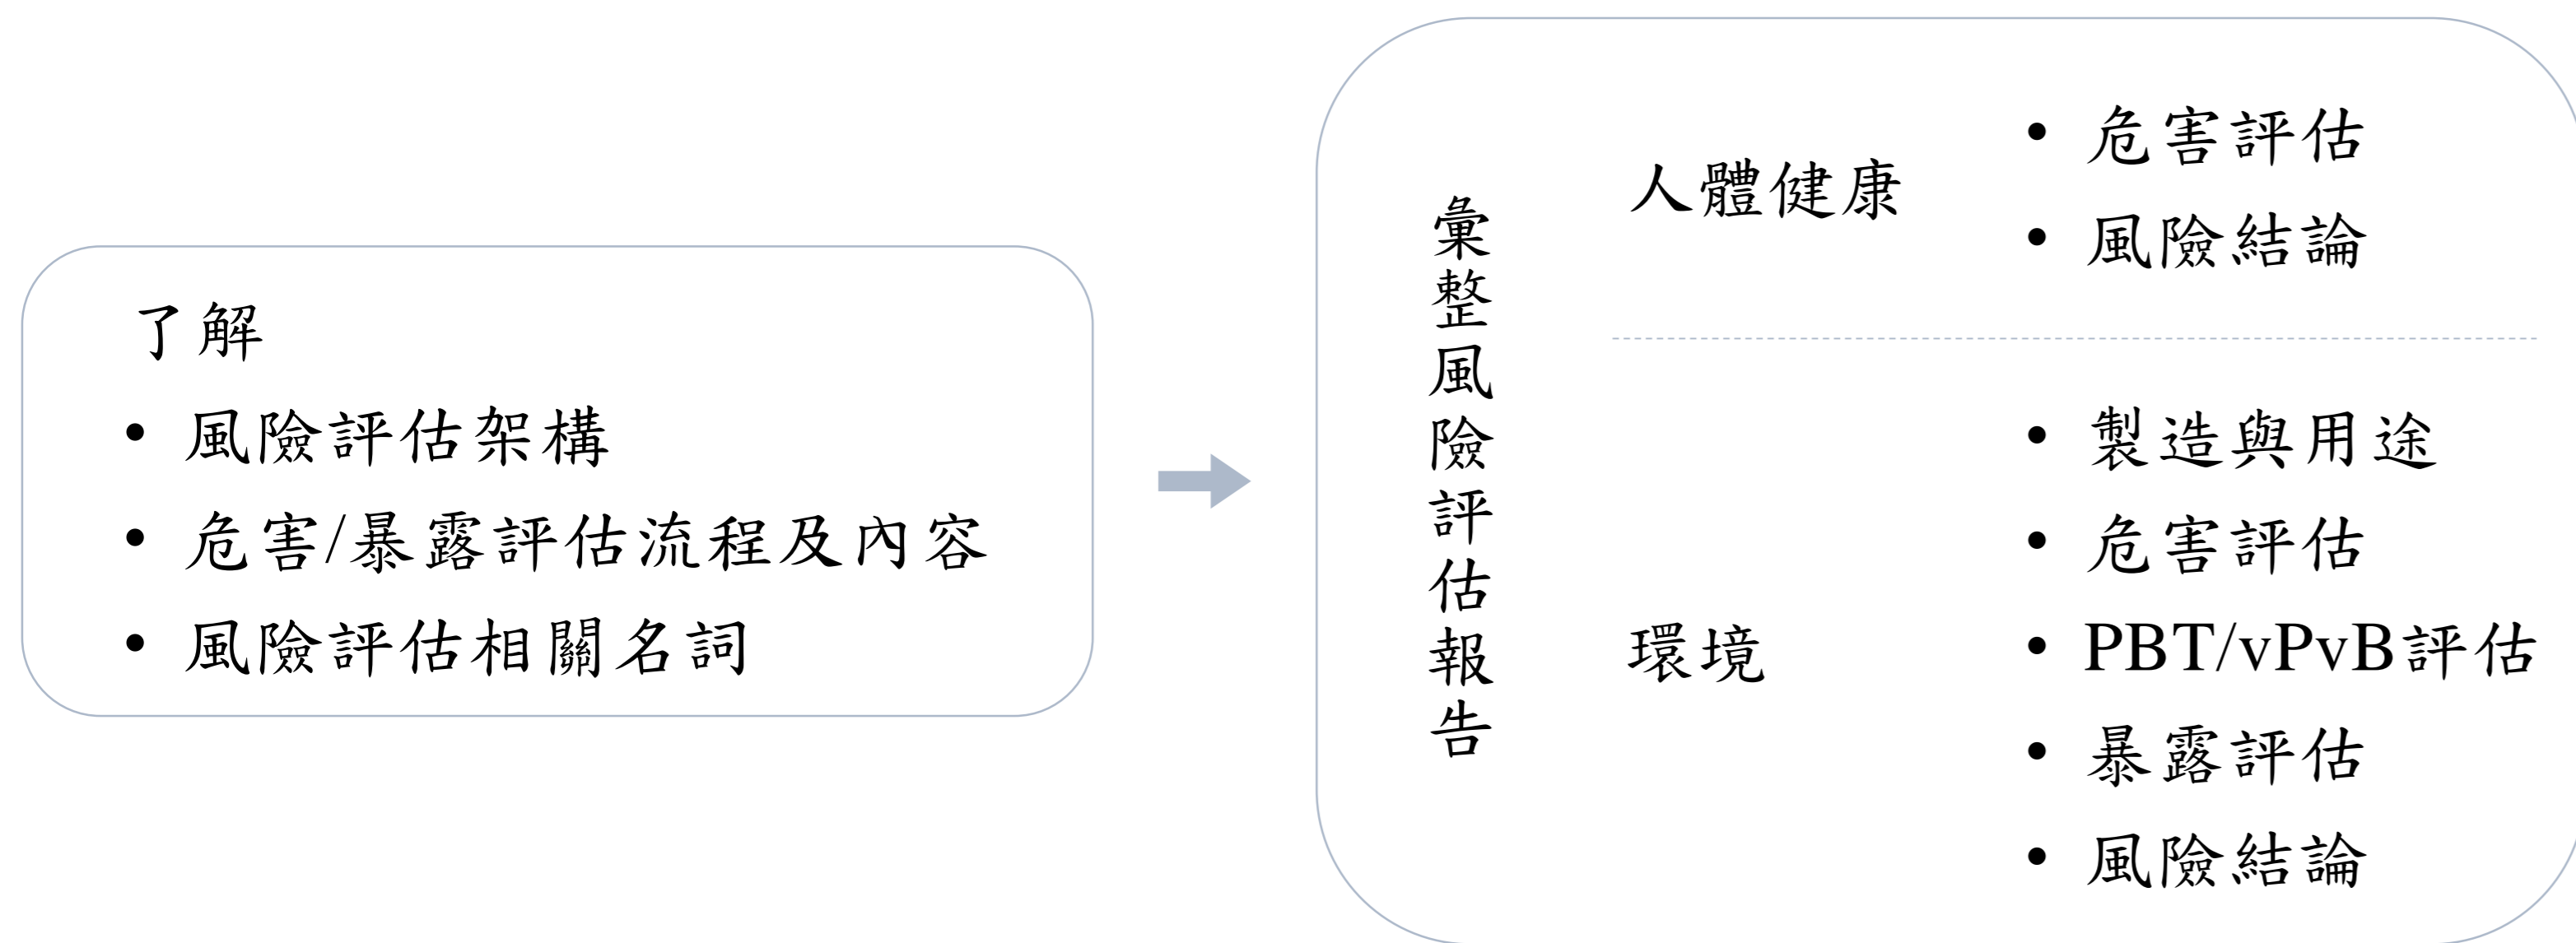 了解
• 風險評估架構
• 危害/暴露評估流程及內容
• 風險評估相關名詞
彙整風險評估報告
人體健康
• 危害評估
• 風險結論
環境
• 製造與用途
• 危害評估
• PBT/vPvB評估
• 暴露評估
• 風險結論